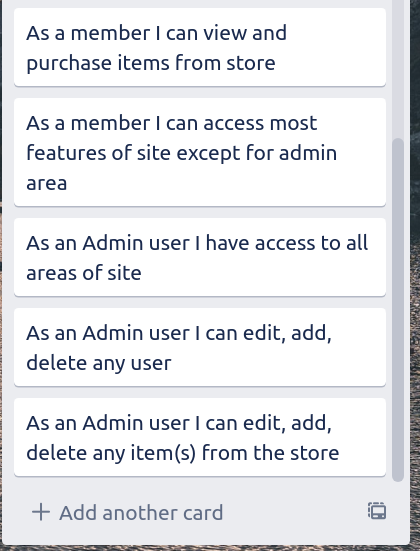 As a member I can view and
purchase items from store
As a member I can access most
features of site except for admin
area
As an Admin user I have access to all
areas of site
As an Admin user I can edit, add,
delete any user
As an Admin user I can edit, add,
delete any item(s) from the store
+ Add another card